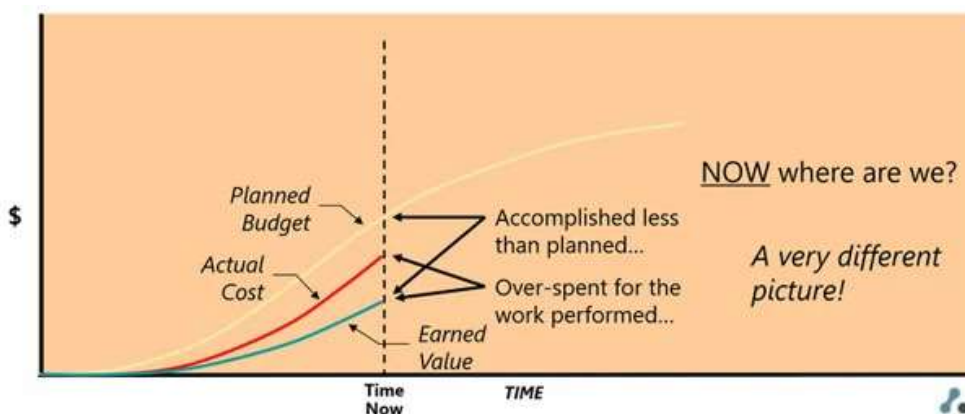 NOW where are we?
Planned
Budget
$
Accomplished less
than planned...
A very different
picture!
Actual
Cost
Over-spent for the
work performed...
Earned
Value
Time
Now
TIME